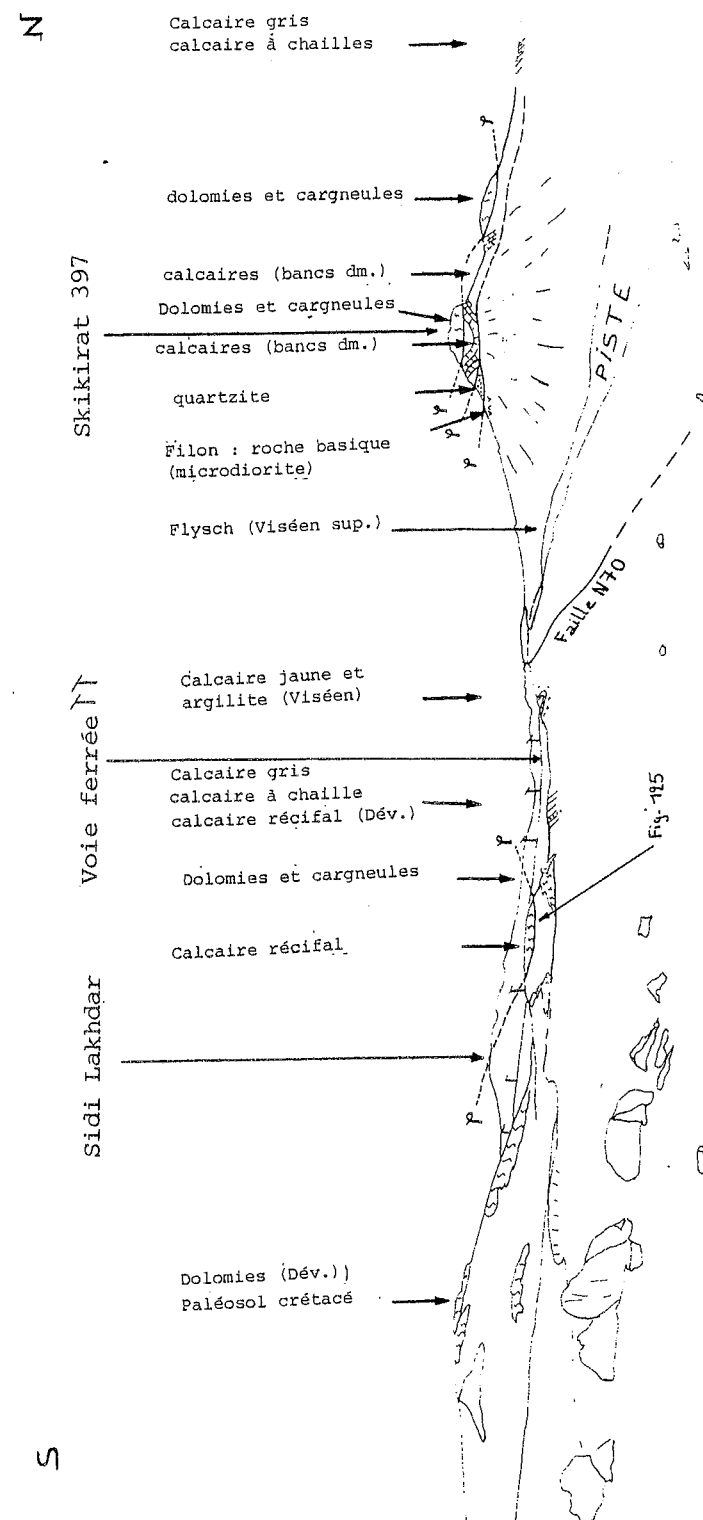 N
Calcaire gris
calcaire à chailles
dolomies et cargneules
calcaires (bancs dm.)
Skikirat 397
Dolomies et cargneules
calcaires (bancs dm.)
quartzite
Filon : roche basique
(microdiorite)
PISTE
Flysch (Viséen sup.)
Faille N70
Calcaire jaune et
argilite (Viséen)
Voie ferrée
Calcaire gris
calcaire à chaille
calcaire récifal (Dév.)
Fig-125
Dolomies et cargneules
Calcaire récifal
Sidi Lakhdar
Dolomies (Dév.))
Paléosol crétacé
S